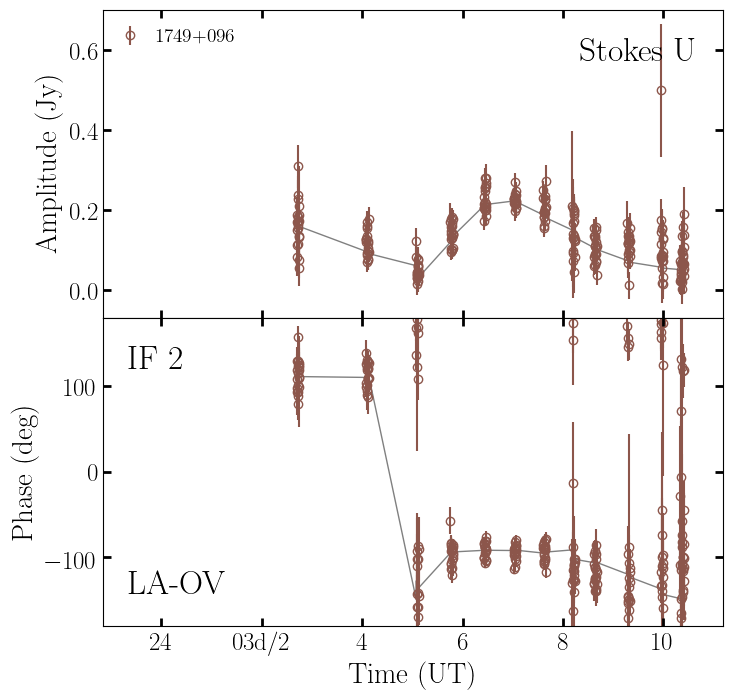 1749+096
Stokes U
0.6
0.4
0.2
0.0
Amplitude (Jy)
IF 2
100
0
−100
Phase (deg)
LA-OV
24 03d/2 4 6 8 10
Time (UT)